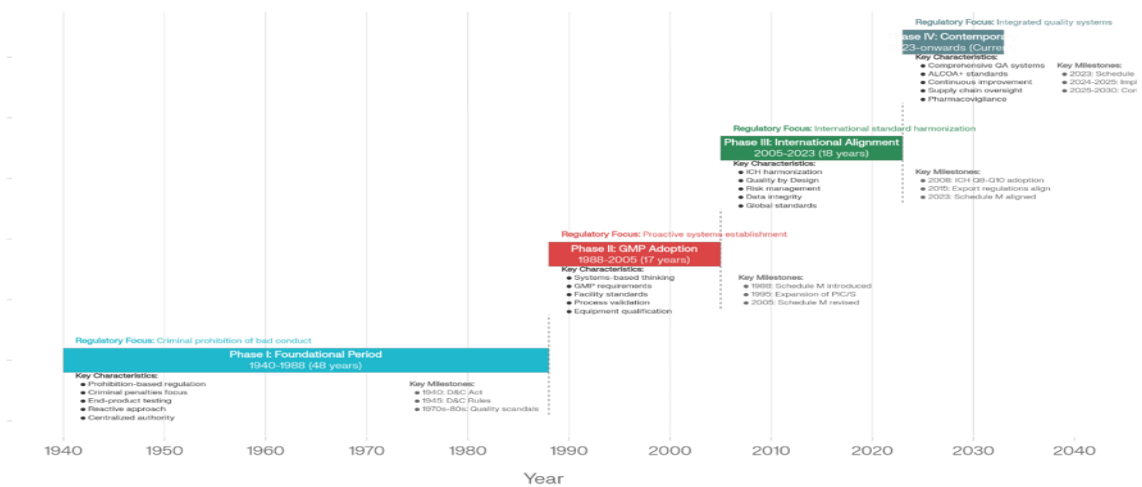 Regulatory Focus: Integrated quality systems
ase IV: Contempora
23-onwards (Curre
Key Characteristics:
• Comprehensive QA systems
• ALCOA+ standards
• Continuous improvement
• Supply chain oversight
• Pharmacovigilance
Key Milestones:
• 2023: Schedule
• 2024-2025: Impl
• 2025-2030: Con
Regulatory Focus: International standard harmonization
Phase III: International Alignment
2005-2023 (18 years)
Key Characteristics:
• ICH harmonization
• Quality by Design
• Risk management
• Data integrity
• Global standards
• 2008: ICH Q8-Q10 adoption
• 2015: Export regulations align
• 2023: Schedule M aligned
Key Milestones:
Regulatory Focus: Proactive systems establishment
Phase II: GMP Adoption
1988-2005 (17 years)
Key Characteristics:
• Systems-based thinking
• GMP requirements
• Facility standards
• Process validation
• Equipment qualification
Key Milestones:
• 1988: Schedule M introduced
• 1995: Expansion of PIC/S
• 2005: Schedule M revised
Regulatory Focus: Criminal prohibition of bad conduct
Phase I: Foundational Period
1940-1988 (48 years)
Key Characteristics:
• Prohibition-based regulation
• Criminal penalties focus
• End-product testing
• Reactive approach
• Centralized authority
Key Milestones:
• 1940: D&C Act
• 1945: D&C Rules
• 1970s-80s: Quality scandals
1940 1950 1960 1970 1980 1990 2000 2010 2020 2030 2040
Year